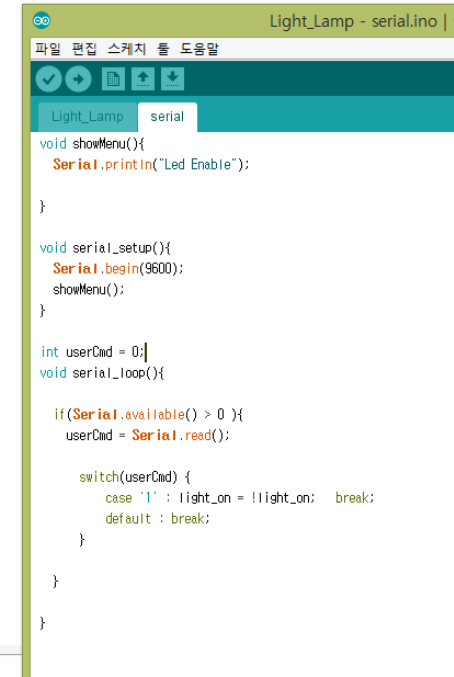 Light_Lamp - serial.ino |
파일 편집 스케치 툴 도움말
Light_Lamp serial
void showMenu(){
Serial.println("Led Enable");
}
void serial_setup(){
Serial.begin(9600);
showMenu();
}
int userCmd = 0;
void serial_loop(){
if(Serial.available() > 0 ){
userCmd = Serial.read();
switch(userCmd) {
case '1' : light_on = !light_on; break;
default : break;
}
}
}